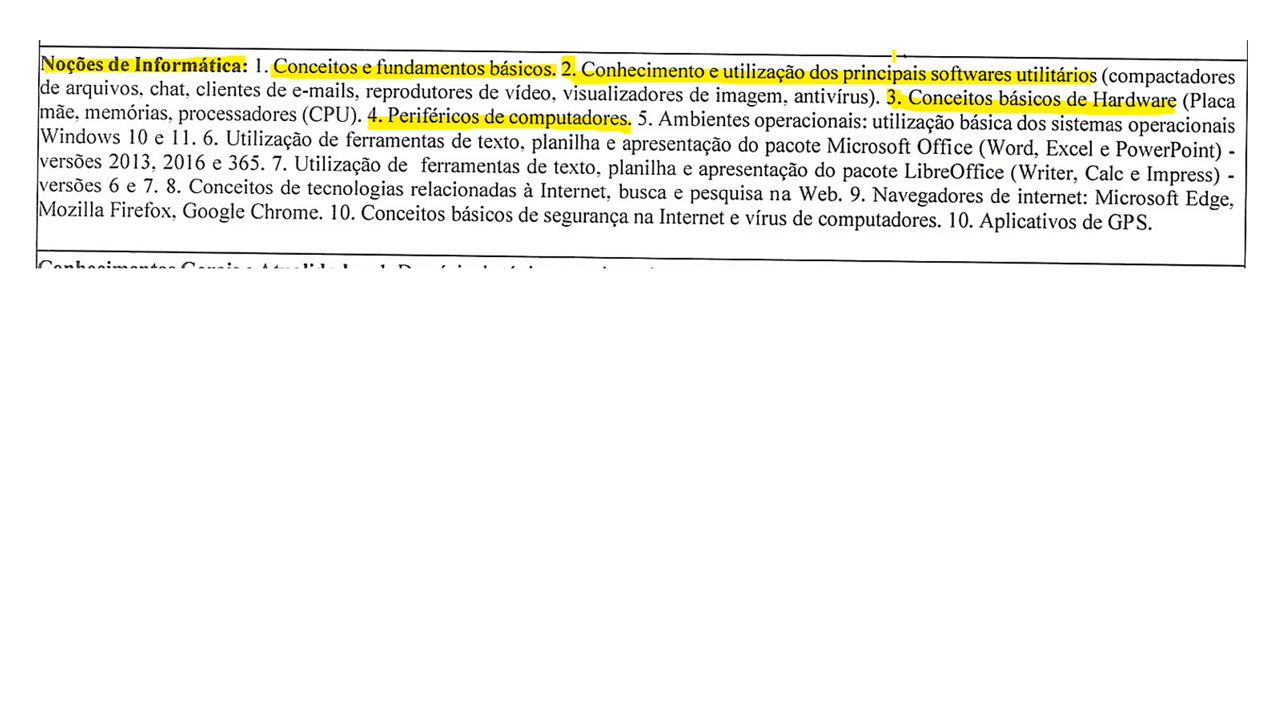 Noções de Informática: 1. Conceitos e fundamentos básicos. 2. Conhecimento e utilização dos principais softwares utilitários (compactadores
de arquivos, chat, clientes de e-mails, reprodutores de vídeo, visualizadores de imagem, antivírus). 3. Conceitos básicos de Hardware (Placa
mãe, memórias, processadores (CPU). 4. Periféricos de computadores. 5. Ambientes operacionais: utilização básica dos sistemas operacionais
Windows 10 e 11. 6. Utilização de ferramentas de texto, planilha e apresentação do pacote Microsoft Office (Word, Excel e PowerPoint) -
versões 2013, 2016 e 365. 7. Utilização de ferramentas de texto, planilha e apresentação do pacote LibreOffice (Writer, Calc e Impress) -
versões 6 e 7. 8. Conceitos de tecnologias relacionadas à Internet, busca e pesquisa na Web. 9. Navegadores de internet: Microsoft Edge,
Mozilla Firefox, Google Chrome. 10. Conceitos básicos de segurança na Internet e vírus de computadores. 10. Aplicativos de GPS.